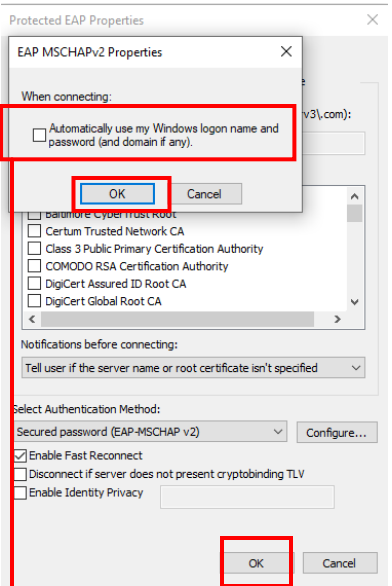 Protected EAP Properties
EAP MSCHAPv2 Properties
When connecting:
v3\.com):
Automatically use my Windows logon name and
password (and domain if any).
OK
Cancel
Baltimore CyberTrust Root
Certum Trusted Network CA
Class 3 Public Primary Certification Authority
COMODO RSA Certification Authority
DigiCert Assured ID Root CA
DigiCert Global Root CA
Notifications before connecting:
Tell user if the server name or root certificate isn't specified
Select Authentication Method:
Secured password (EAP-MSCHAP v2)
Configure...
Enable Fast Reconnect
Disconnect if server does not present cryptobinding TLV
Enable Identity Privacy
OK
Cancel